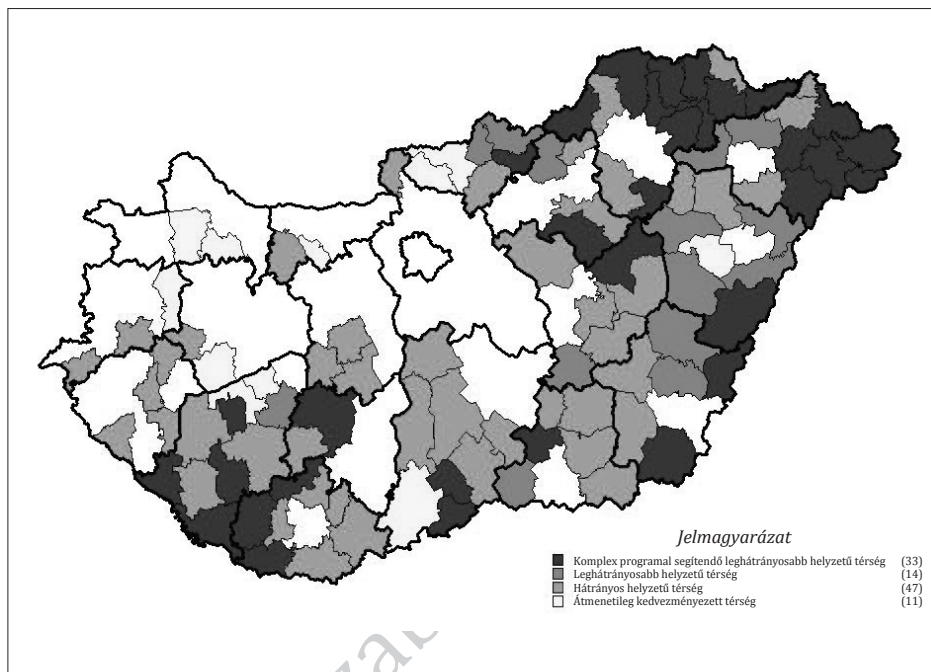 Jelmagyarázat
Komplex programal segítendő leghátrányosabb helyzetű térség (33)
Leghátrányosabb helyzetű térség (14)
Hátrányos helyzetű térség (47)
Átmenetileg kedvezményezett térség (11)